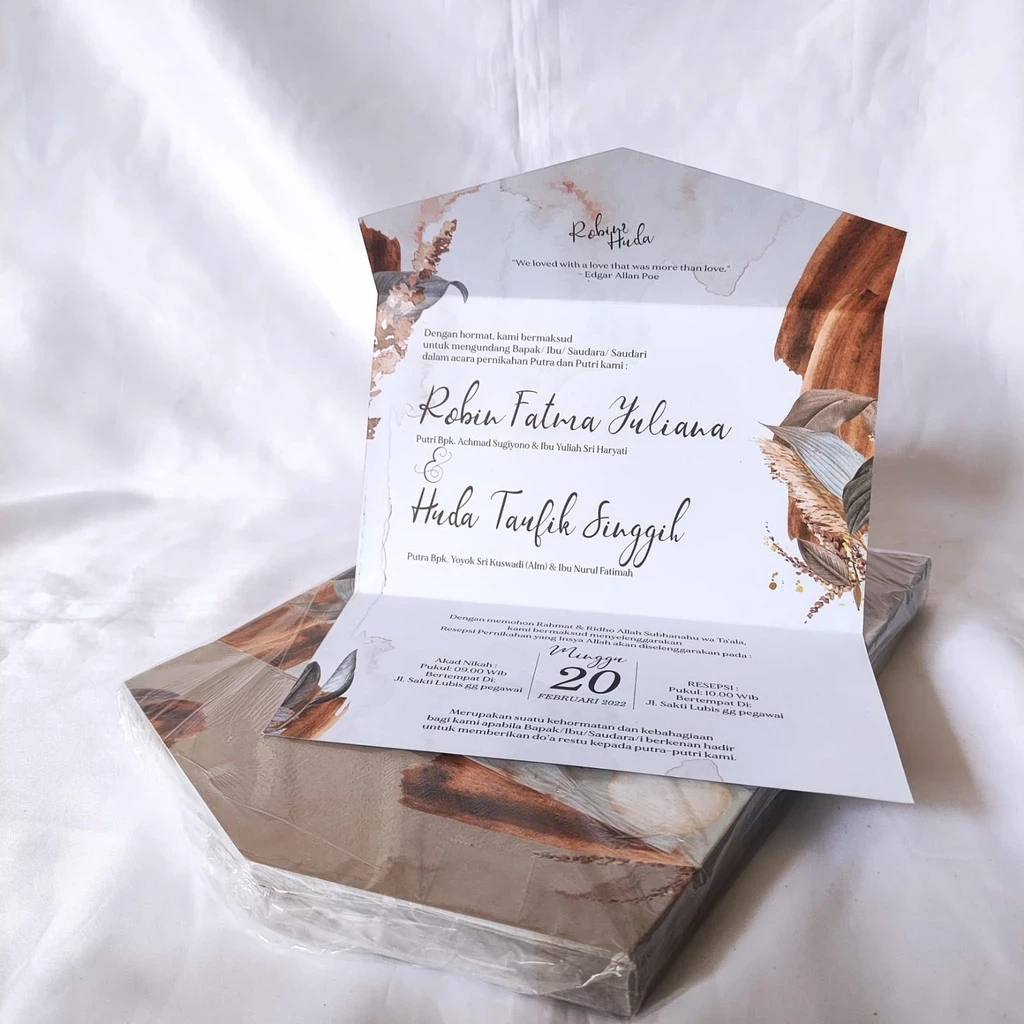 Robin &
Huda
"We loved with a love that was more than love."
- Edgar Allan Poe
Dengan hormat, kami bermaksud
untuk mengundang Bapak/ Ibu/ Saudara/ Saudari
dalam acara pernikahan Putra dan Putri kami :
Robin Fatma Yuliana
Putri Bpk. Achmad Sugiyono & Ibu Yuliah Sri Haryati
&
Huda Taufik Singgih
Putra Bpk. Yoyok Sri Kuswadi (Alm) & Ibu Nurul Fatimah
Dengan memohon Rahmat & Ridho Allah Subhanahu wa Ta'ala,
kami bermaksud menyelenggarakan
Resepsi Pernikahan yang Insya Allah akan diselenggarakan pada :
Akad Nikah :
Pukul: 09.00 Wib
Bertempat Di:
Jl. Sakti Lubis gg pegawai
Minggu
20
FEBRUARI 2022
RESEPSI :
Pukul: 10.00 Wib
Bertempat Di:
Jl. Sakti Lubis gg pegawai
Merupakan suatu kehormatan dan kebahagiaan
bagi kami apabila Bapak/Ibu/Saudara/i berkenan hadir
untuk memberikan do'a restu kepada putra-putri kami.